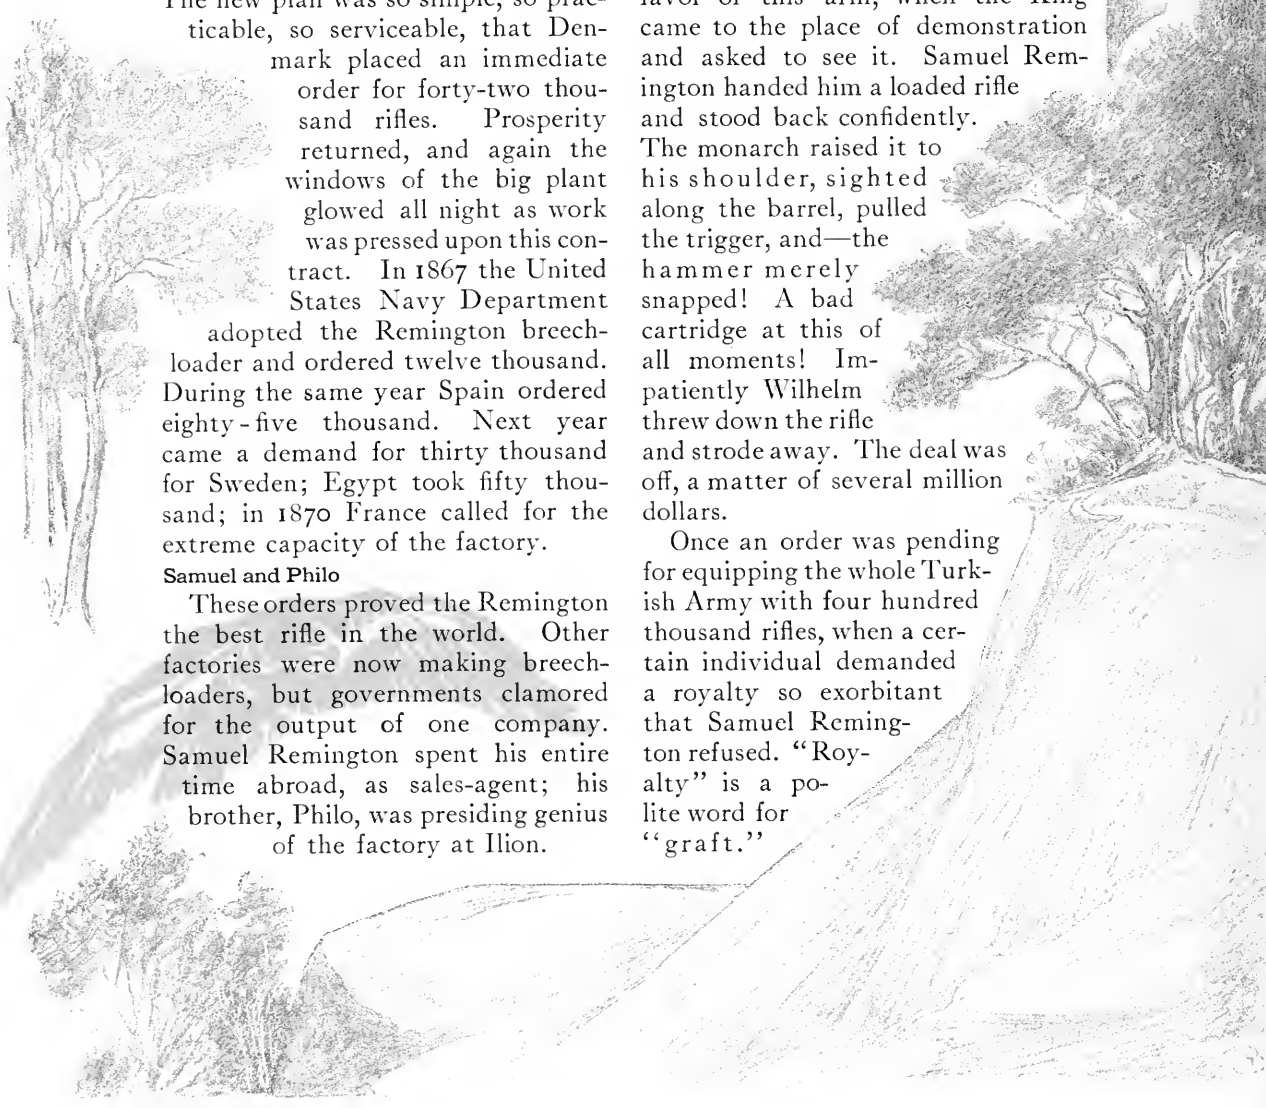 The new plan was so simple, so prac-
ticable, so serviceable, that Den-
mark placed an immediate
order for forty-two thou-
sand rifles. Prosperity
returned, and again the
windows of the big plant
glowed all night as work
was pressed upon this con-
tract. In 1867 the United
States Navy Department
adopted the Remington breech-
loader and ordered twelve thousand.
During the same year Spain ordered
eighty-five thousand. Next year
came a demand for thirty thousand
for Sweden; Egypt took fifty thou-
sand; in 1870 France called for the
extreme capacity of the factory.
Samuel and Philo
These orders proved the Remington
the best rifle in the world. Other
factories were now making breech-
loaders, but governments clamored
for the output of one company.
Samuel Remington spent his entire
time abroad, as sales-agent; his
brother, Philo, was presiding genius
of the factory at Ilion.
favor of this arm, when the King
came to the place of demonstration
and asked to see it. Samuel Rem-
ington handed him a loaded rifle
and stood back confidently.
The monarch raised it to
his shoulder, sighted
along the barrel, pulled
the trigger, and—the
hammer merely
snapped! A bad
cartridge at this of
all moments! Im-
patiently Wilhelm
threw down the rifle
and strode away. The deal was
off, a matter of several million
dollars.
Once an order was pending
for equipping the whole Turk-
ish Army with four hundred
thousand rifles, when a cer-
tain individual demanded
a royalty so exorbitant
that Samuel Reming-
ton refused. “Roy-
alty” is a po-
lite word for
“graft.”